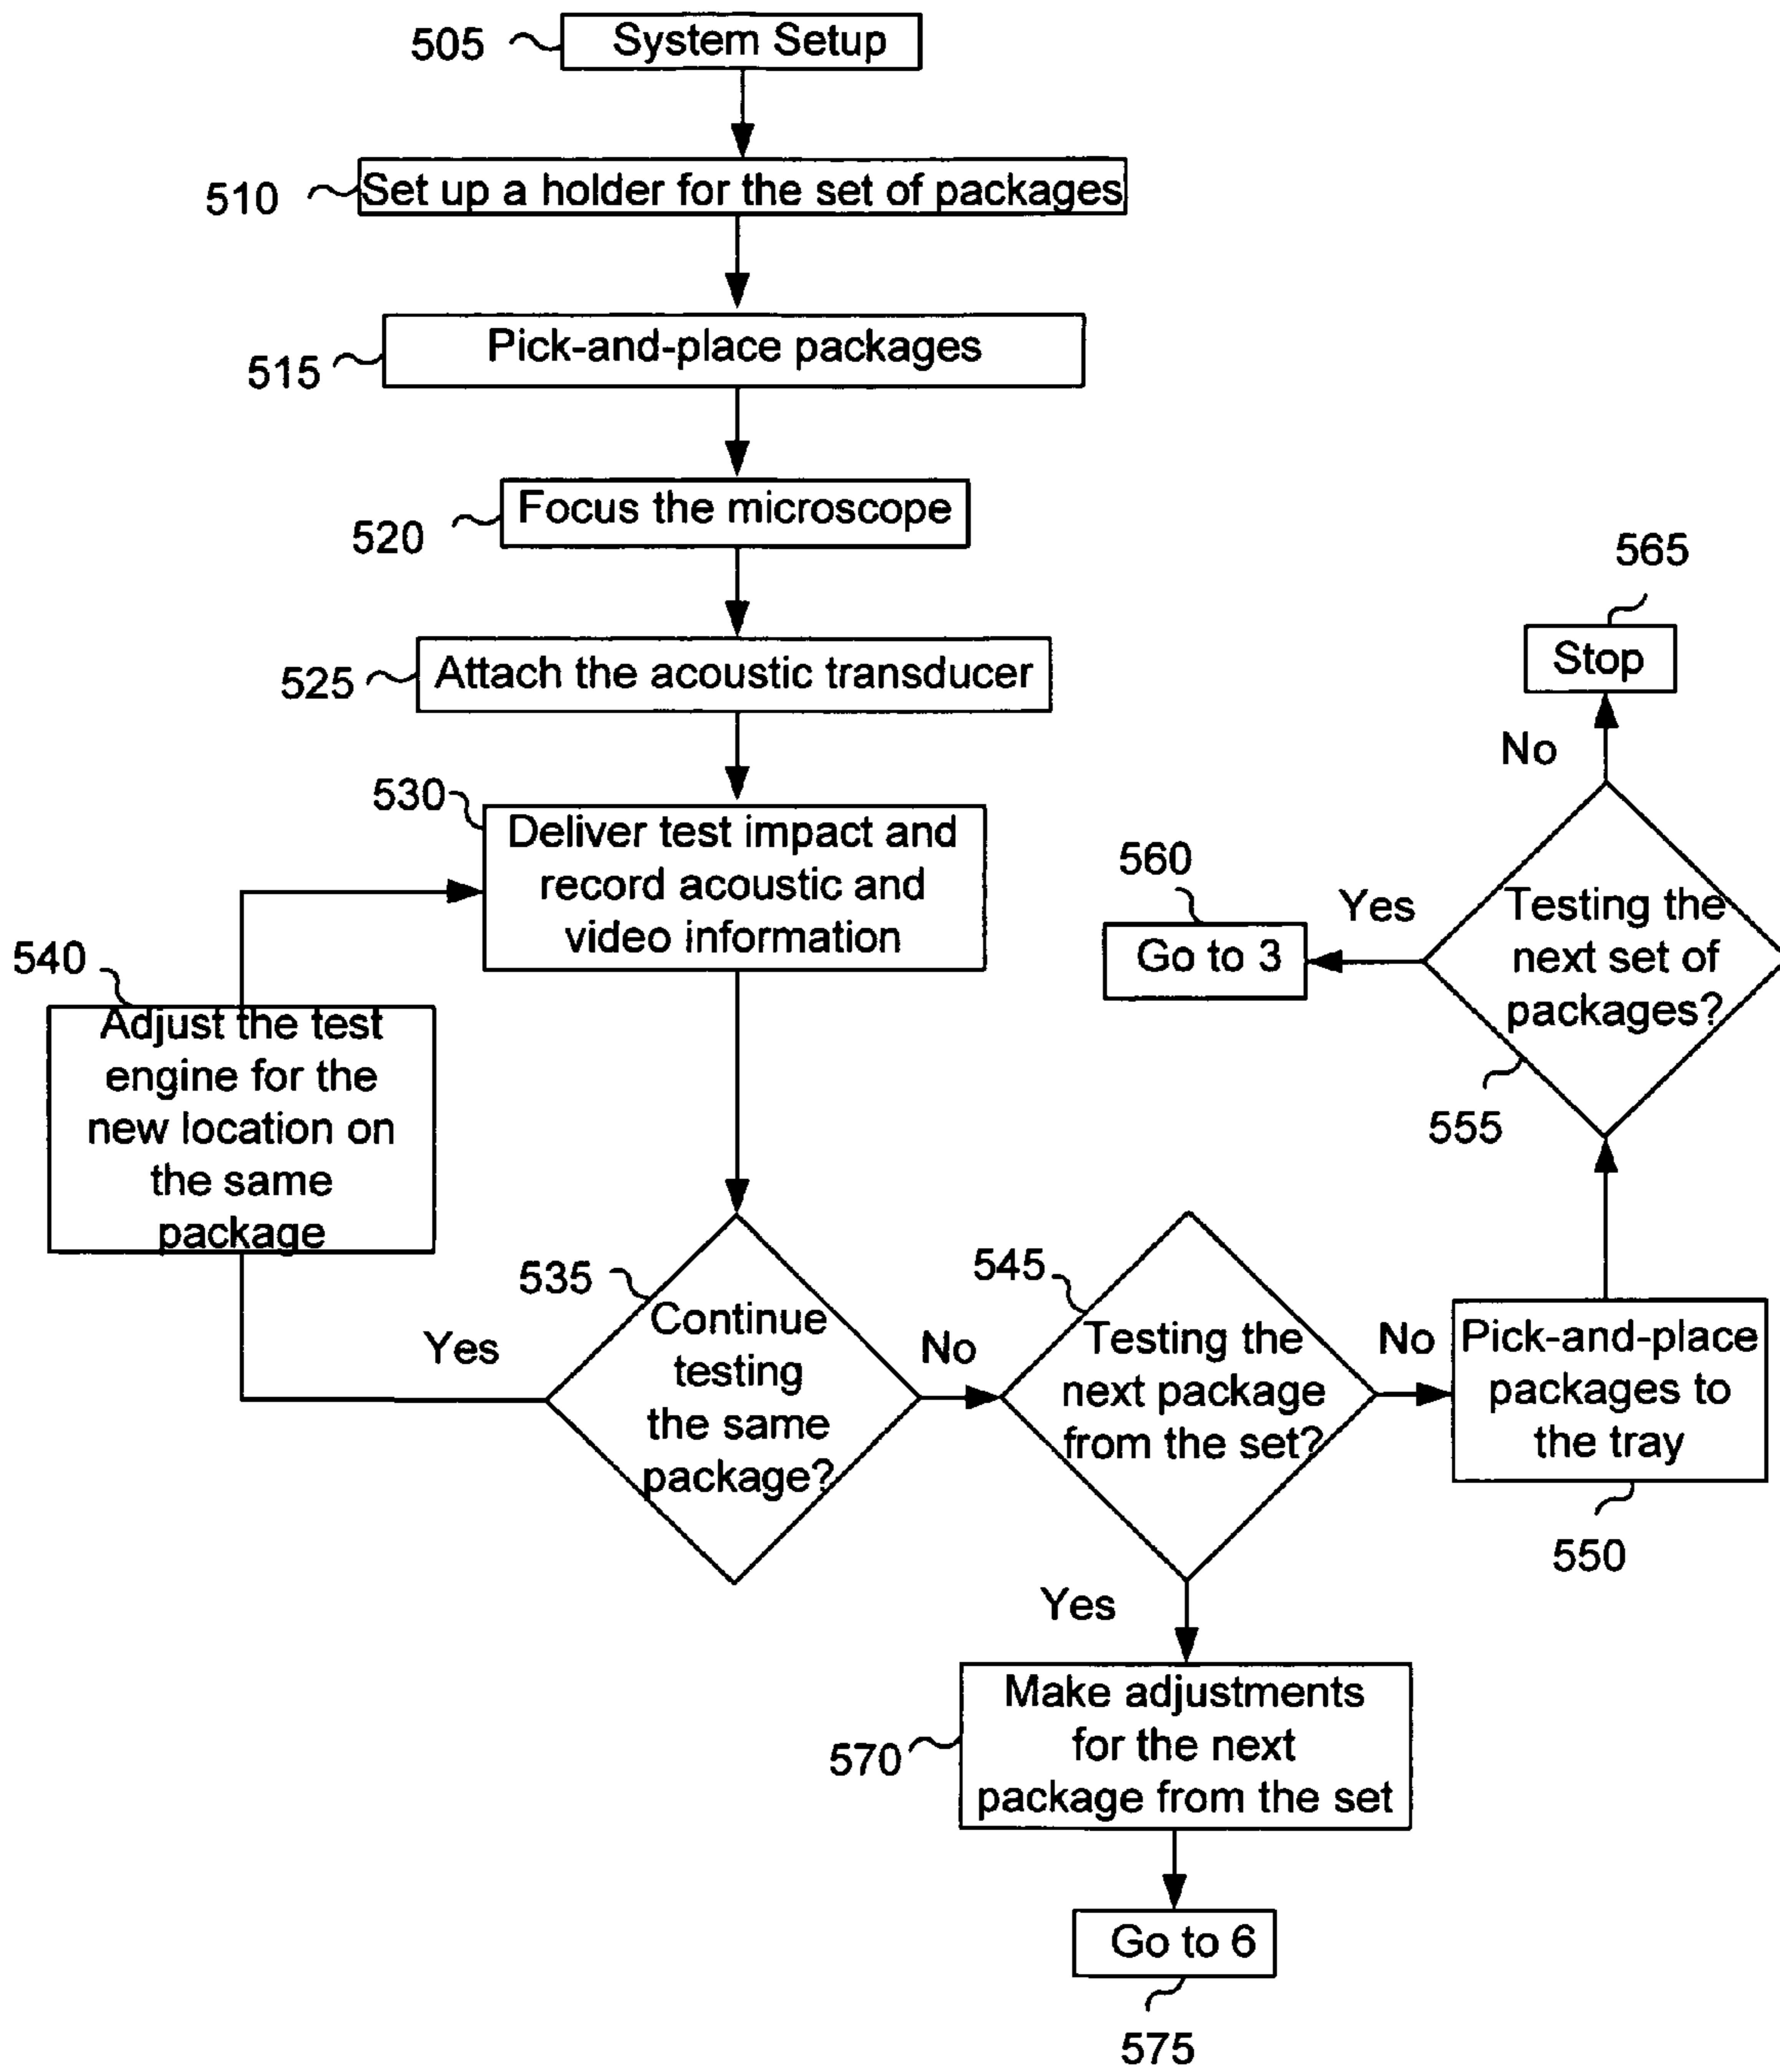 505
System Setup
510
Set up a holder for the set of packages
515
Pick-and-place packages
520
Focus the microscope
525
Attach the acoustic transducer
530
Deliver test impact and
record acoustic and
video information
540
Adjust the test
engine for the
new location on
the same
package
535
Continue
testing
the same
package?
Yes
No
545
Testing the
next package
from the set?
No
Pick-and-place
packages to
the tray
550
555
Testing the
next set of
packages?
Yes
560
Go to 3
No
565
Stop
Yes
570
Make adjustments
for the next
package from the set
Go to 6
575